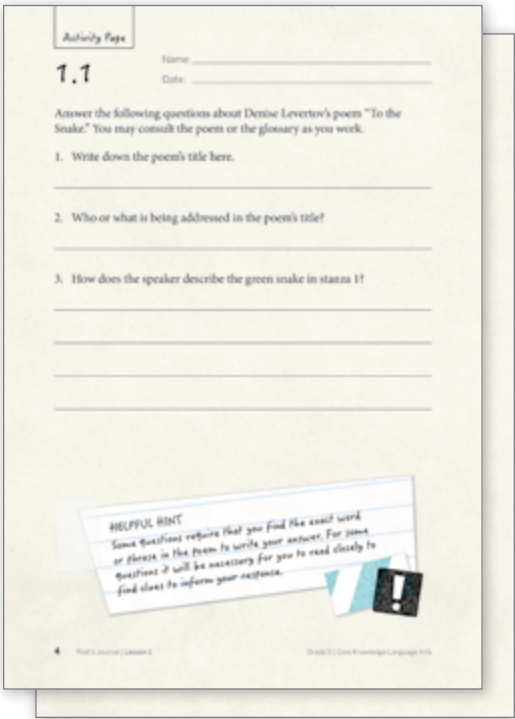 Activity Page
1.1
Name:
Date:
Answer the following questions about Denise Levertov's poem "To the
Snake." You may consult the poem or the glossary as you work.
1. Write down the poem's title here.
2. Who or what is being addressed in the poem's title?
3. How does the speaker describe the green snake in stanza 1?
HELPFUL HINT
Some questions require that you find the exact word
or phrase in the poem to write your answer. For some
questions it will be necessary for you to read closely to
find clues to inform your response.
!
4 Poet's Journal | Lesson 1
Grade 5 | Core Knowledge Language Arts